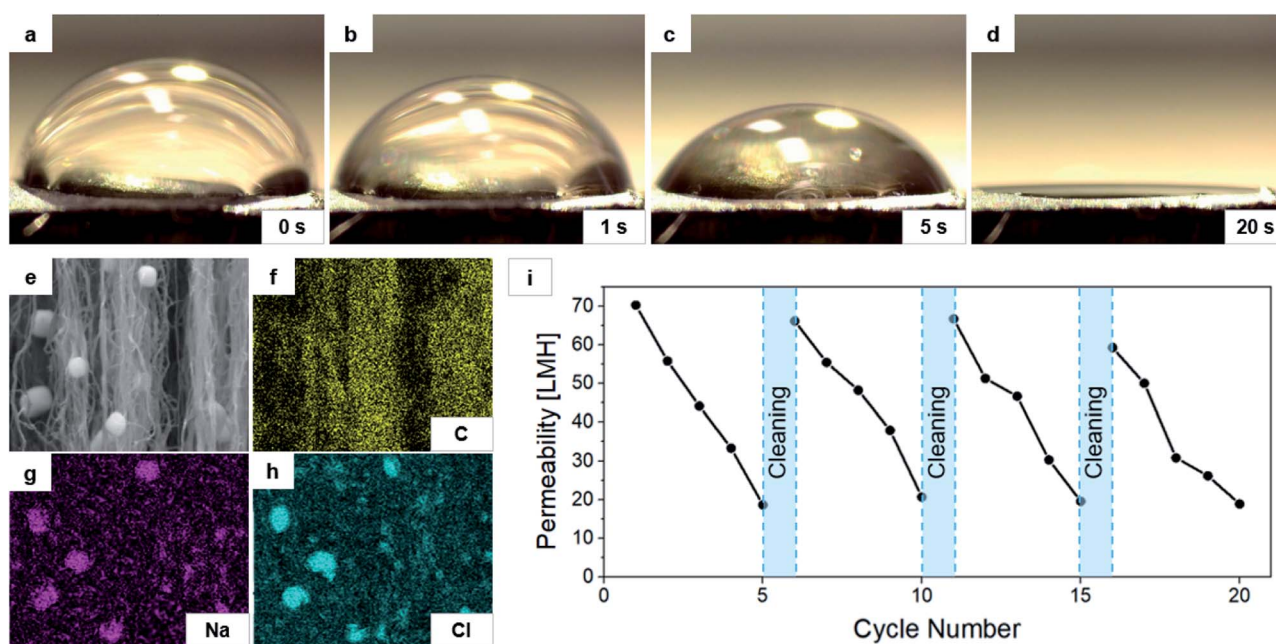 a
b
c
d
0 s
1 s
5 s
20 s
e
f
C
g
h
Na
Cl
i
Permeability [LMH]
70
60
50
40
30
20
10
0
Cleaning
Cleaning
Cleaning
0
5
10
15
20
Cycle Number